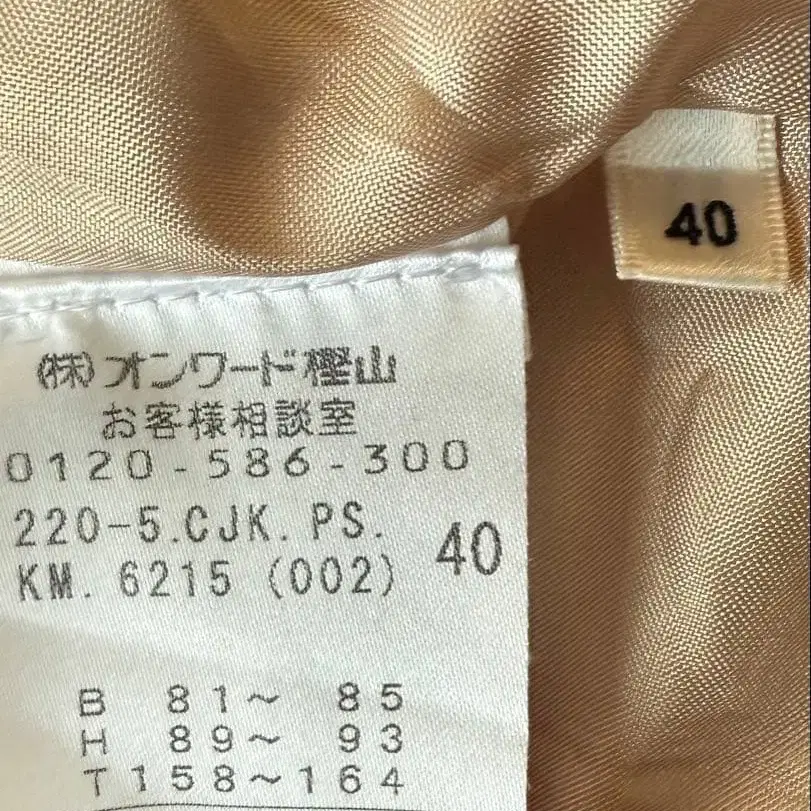 40
(株)オンワード樫山
お客様相談室
0120-586-300
220-5.CJK.PS.
KM.6215(002) 40
B 81～ 85
H 89～ 93
T158～164